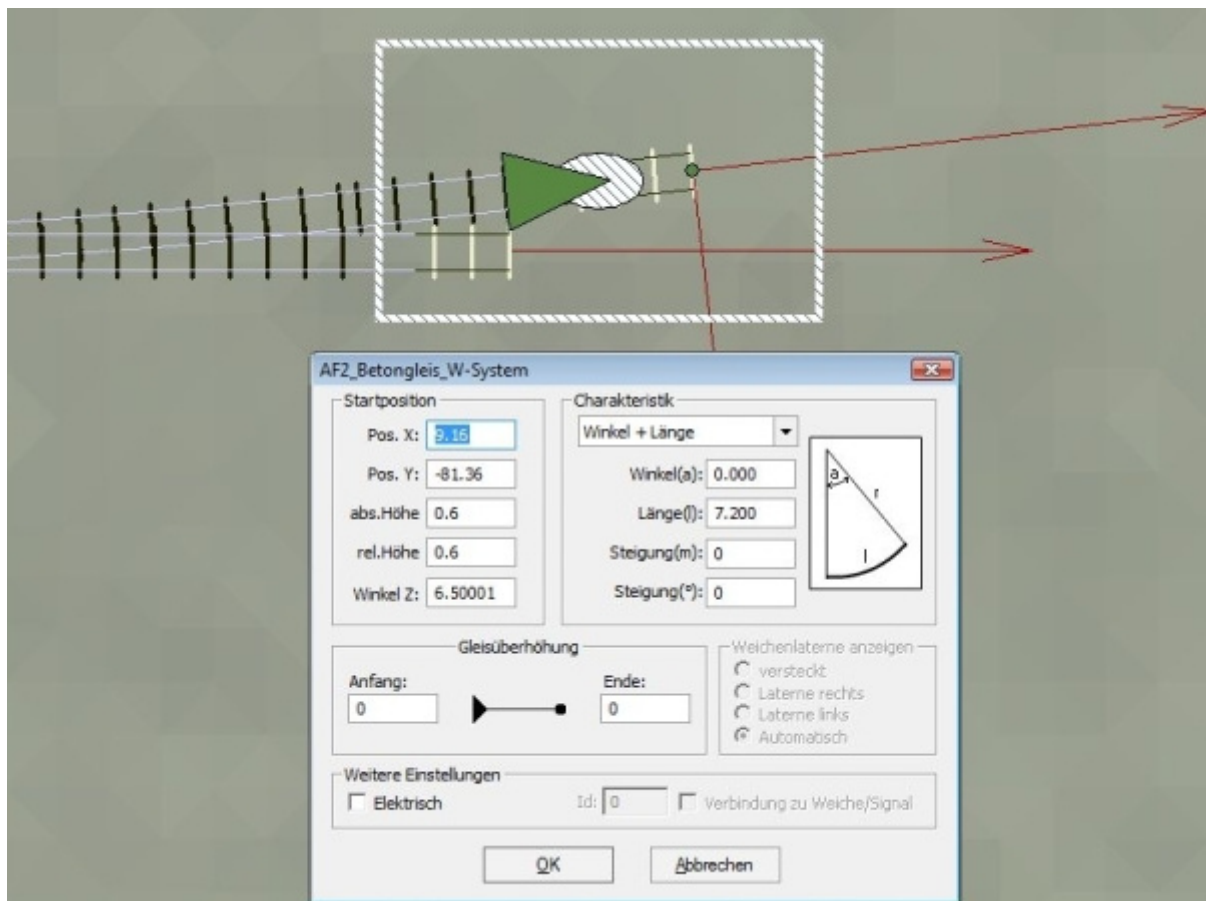 AF2_Betongleis_W-System
Startposition
Pos. X: 9.16
Pos. Y: -81.36
abs.Höhe 0.6
rel.Höhe 0.6
Winkel Z: 6.50001
Charakteristik
Winkel + Länge
Winkel(a): 0.000
Länge(l): 7.200
Steigung(m): 0
Steigung(°): 0
a
r
l
Gleisüberhöhung
Anfang: Ende:
0 0
Weichenlaterne anzeigen
versteckt
Laterne rechts
Laterne links
Automatisch
Weitere Einstellungen
Elektrisch Id: 0 Verbindung zu Weiche/Signal
OK Abbrechen